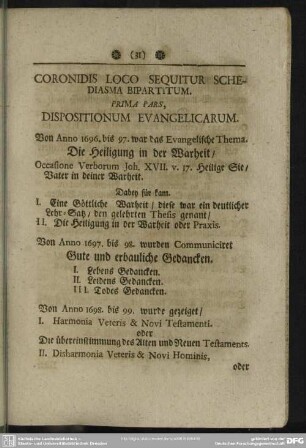 (31)
CORONIDIS LOCO SEQUITUR SCHE-
DIASMA BIPARTITUM.
PRIMA PARS,
DISPOSITIONUM EVANGELICARUM.
Von Anno 1696. bis 97. war das Evangelische Thema.
Die Heiligung in der Warheit/
Occasione Verborum Joh. XVII. v. 17. Heilige Sie/
Vater in deiner Warheit.
Dabey für kam.
I. Eine Göttliche Warheit/ diese war ein deutlicher
Lehr-Satz/ den gelehrten Thesis genant/
II. Die Heiligung in der Warheit oder Praxis.
Von Anno 1697. bis 98. wurden Communiciret
Gute und erbauliche Gedancken.
I. Lebens Gedancken.
II. Leidens Gedancken.
III. Todes Gedancken.
Von Anno 1698. bis 99. wurde gezeiget/
I. Harmonia Veteris & Novi Testamenti.
oder
Die übereinstimmung des Alten und Neuen Testaments.
II. Disharmonia Veteris & Novi Hominis,
oder